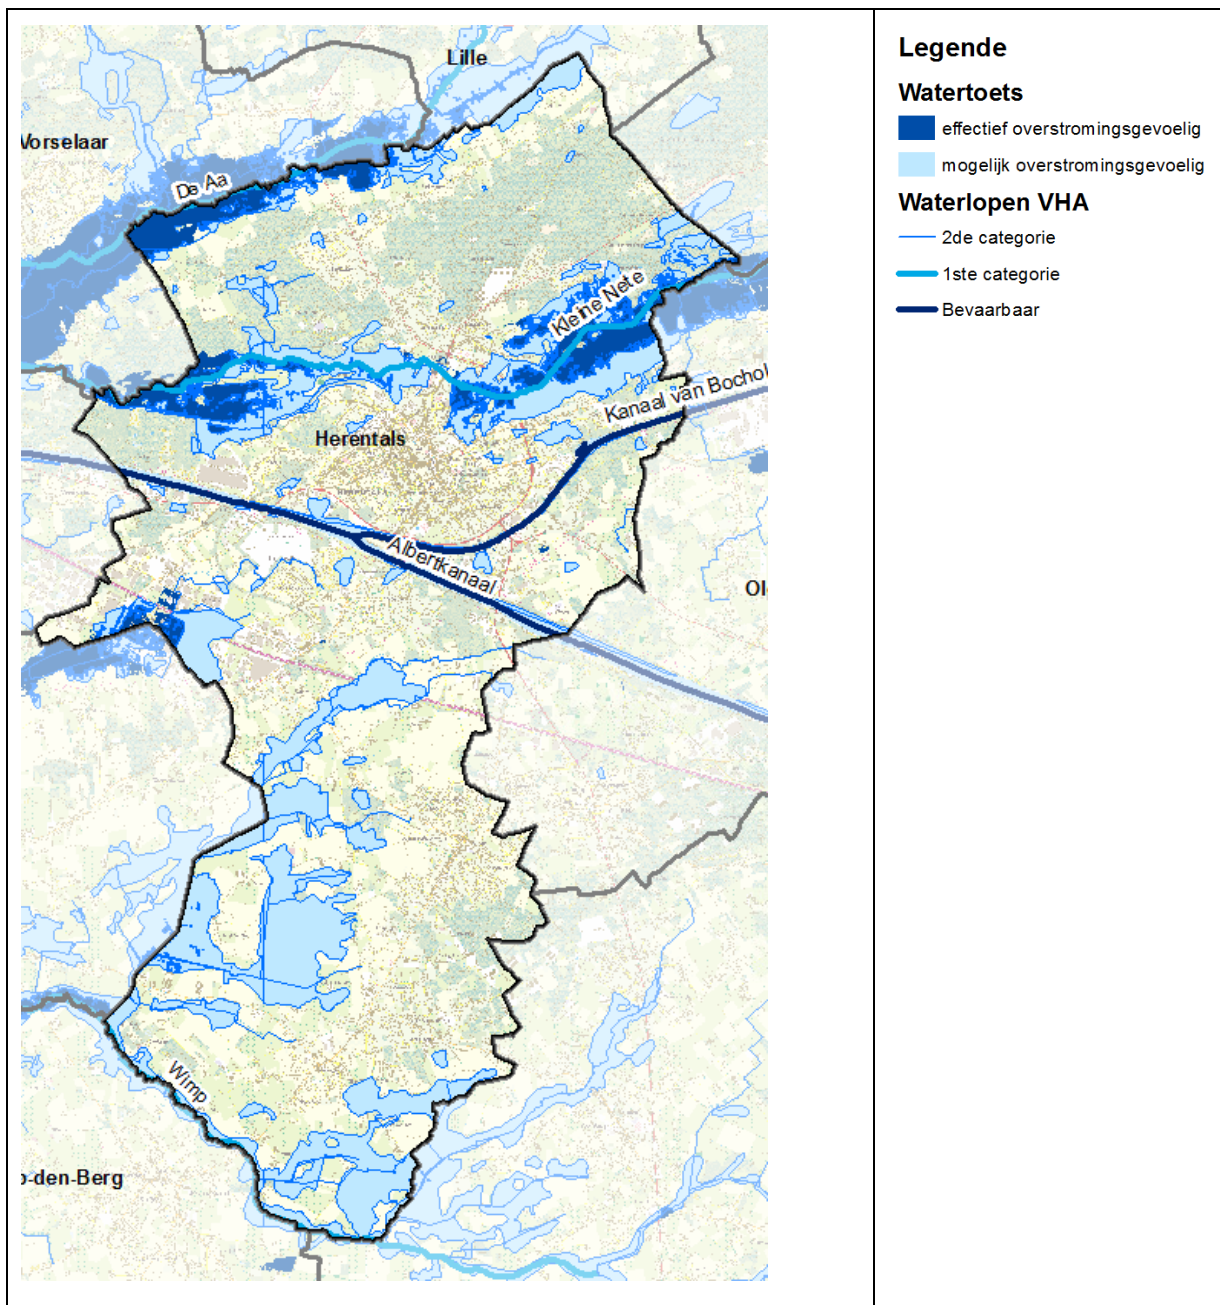 Lille
Vorselaar
De Aa
Kleine Nete
Kanaal van Bochol
Herentals
Albertkanaal
Ol
Wimp
o-den-Berg
Legende
Watertoets
effectief overstromingsgevoelig
mogelijk overstromingsgevoelig
Waterlopen VHA
2de categorie
1ste categorie
Bevaarbaar